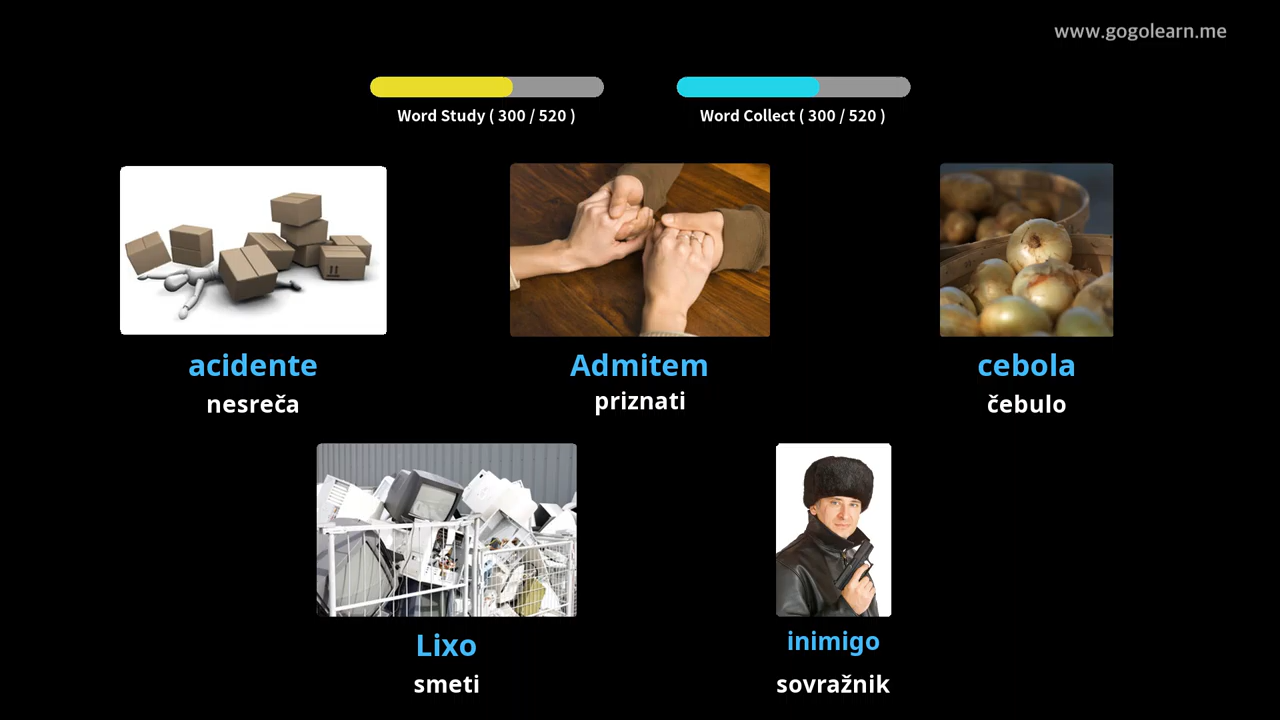 www.gogolearn.me
Word Study ( 300 / 520 )
Word Collect ( 300 / 520 )
acidente
nesreča
Admitem
priznati
cebola
čebulo
Lixo
smeti
inimigo
sovražnik